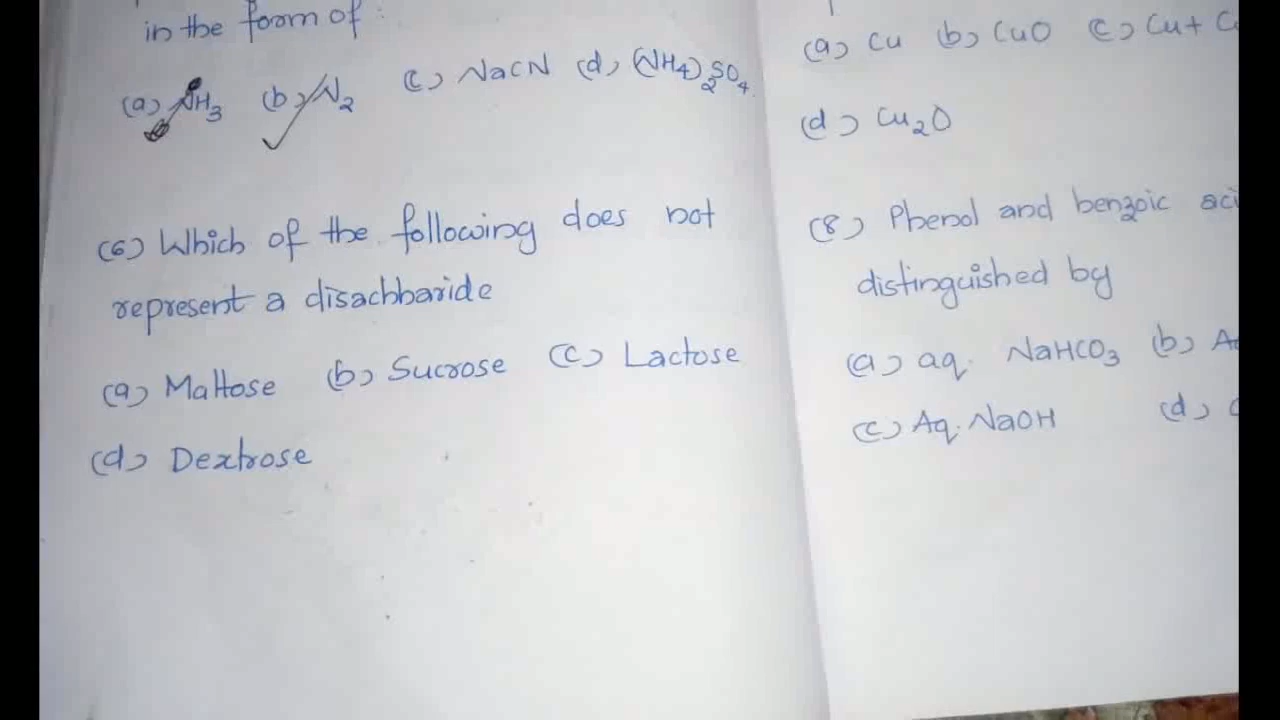 in the form of :
(a) NH3 (b) N2 (c) NaCN (d) (NH4)2SO4
(6) Which of the following does not
represent a disachbaride
(a) Maltose (b) Sucrose (c) Lactose
(d) Dextrose
(a) Cu (b) CuO (c) Cu+
(d) Cu2O
(8) Phenol and benzoic
distinguished by
(a) aq. NaHCO3 (b)
(c) Aq. NaOH (d)